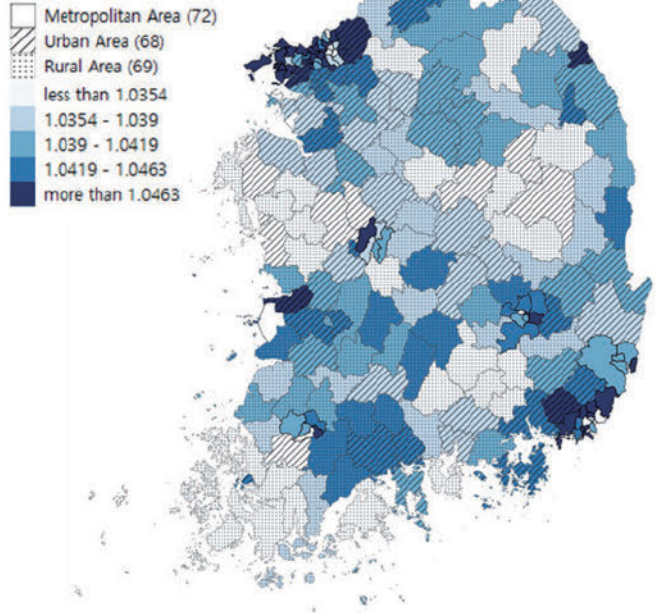 Metropolitan Area (72)
Urban Area (68)
Rural Area (69)
less than 1.0354
1.0354 - 1.039
1.039 - 1.0419
1.0419 - 1.0463
more than 1.0463